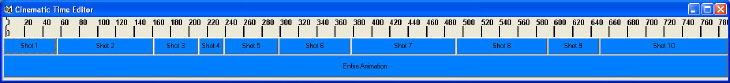 Cinematic Time Editor
0 20 40 60 80 100 120 140 160 180 200 220 240 260 280 300 320 340 360 380 400 420 440 460 480 500 520 540 560 580 600 620 640 660 680 700 720 740 760 780
Shot 1 Shot 2 Shot 3 Shot 4 Shot 5 Shot 6 Shot 7 Shot 8 Shot 9 Shot 10
Entire Animation